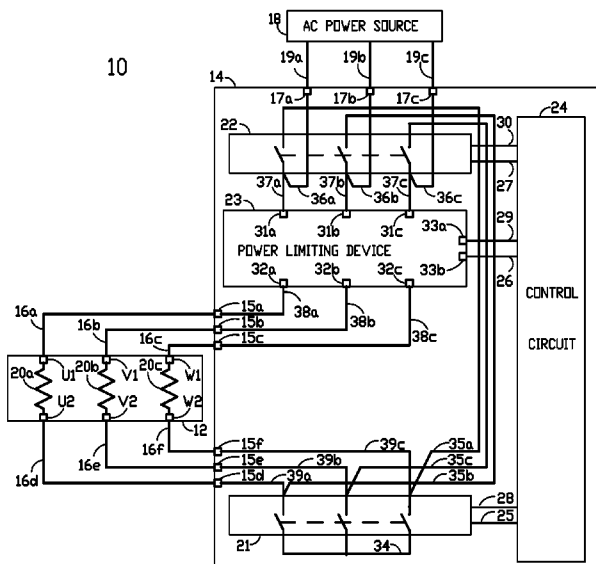 18
AC POWER SOURCE
19a 19b 19c
10
14
17a 17b 17c
24
22
30
27
37a 37b 37c
36a 36b 36c
23
31a 31b 31c
33a
29
POWER LIMITING DEVICE
33b
26
32a 32b 32c
CONTROL
CIRCUIT
16a 15a 38a
16b 15b 38b
16c 15c 38c
U1 V1 W1
20a 20b 20c
U2 V2 W2
12
16d 16e 16f
15f 39c 35a
15e 39b 35c
15d 39a 35b
28
25
21 34